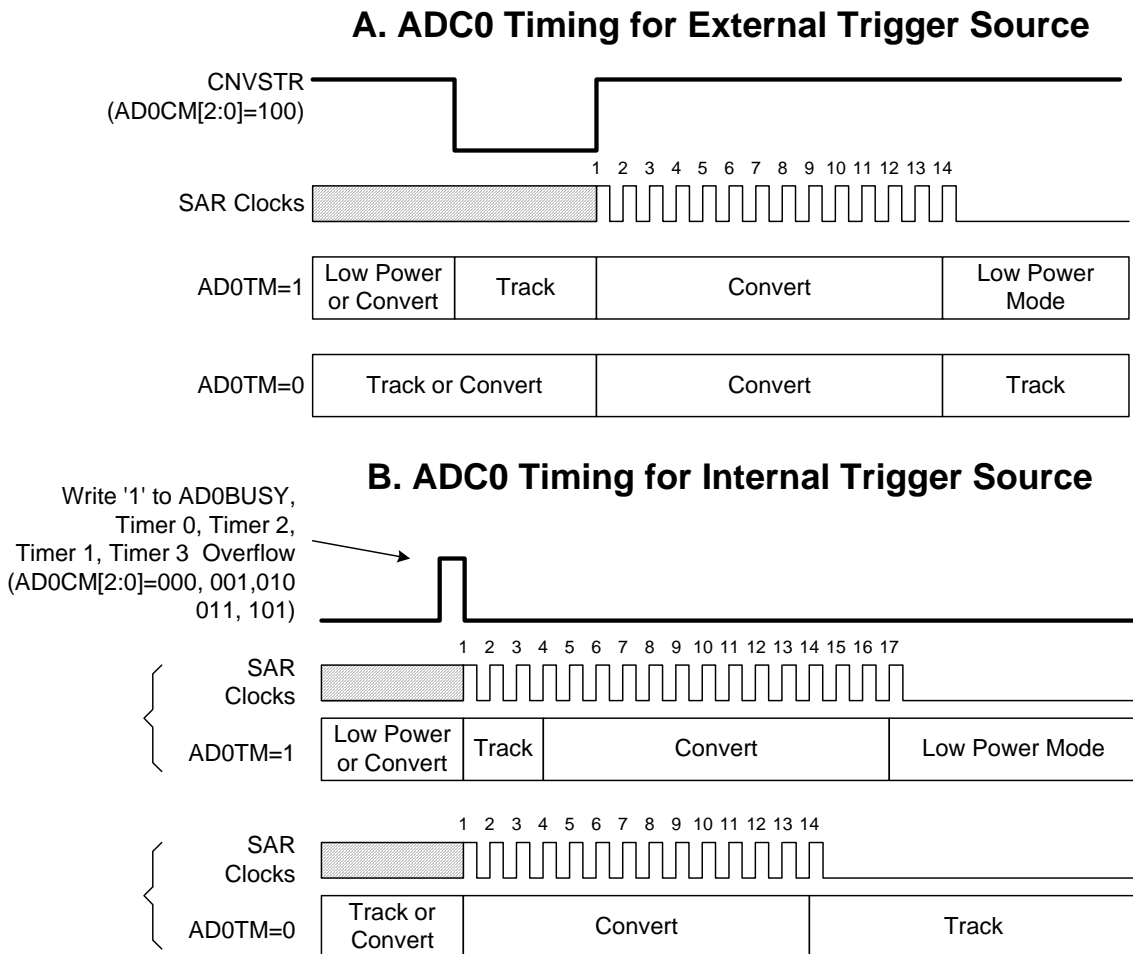 A. ADC0 Timing for External Trigger Source
CNVSTR
(AD0CM[2:0]=100)
1 2 3 4 5 6 7 8 9 10 11 12 13 14
SAR Clocks
AD0TM=1
Low Power
or Convert
Track
Convert
Low Power
Mode
AD0TM=0
Track or Convert
Convert
Track
B. ADC0 Timing for Internal Trigger Source
Write '1' to AD0BUSY,
Timer 0, Timer 2,
Timer 1, Timer 3 Overflow
(AD0CM[2:0]=000, 001,010
011, 101)
1 2 3 4 5 6 7 8 9 10 11 12 13 14 15 16 17
SAR
Clocks
AD0TM=1
Low Power
or Convert
Track
Convert
Low Power Mode
1 2 3 4 5 6 7 8 9 10 11 12 13 14
SAR
Clocks
AD0TM=0
Track or
Convert
Convert
Track